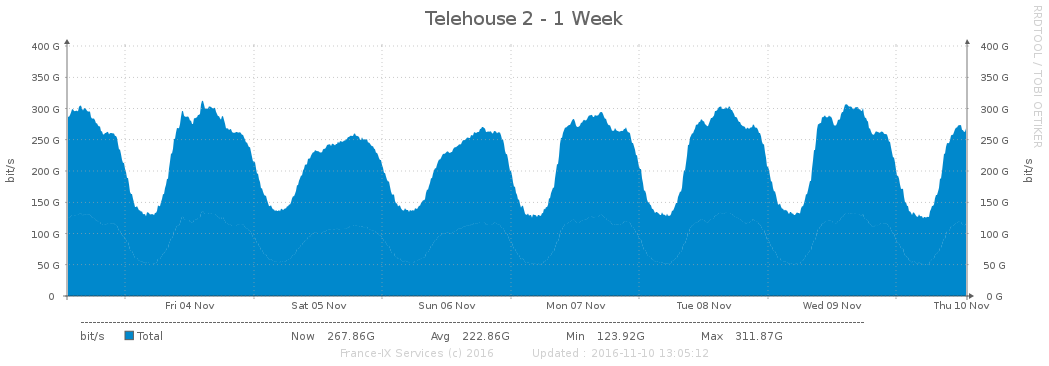 Telehouse 2 - 1 Week
RRDTOOL / TOBI OETIKER
400 G 400 G
350 G 350 G
300 G 300 G
250 G 250 G
200 G 200 G
150 G 150 G
100 G 100 G
50 G 50 G
0 0 G
bit/s bit/s
Fri 04 Nov Sat 05 Nov Sun 06 Nov Mon 07 Nov Tue 08 Nov Wed 09 Nov Thu 10 Nov
bit/s Total Now 267.86G Avg 222.86G Min 123.92G Max 311.87G
France-IX Services (c) 2016 Updated : 2016-11-10 13:05:12